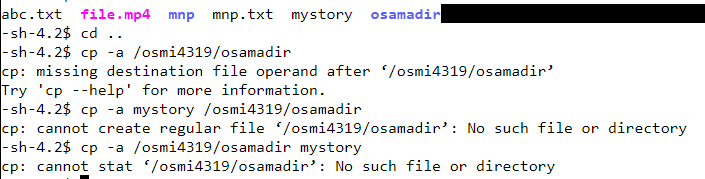 abc.txt file.mp4 mnp mnp.txt mystory osamadir
-sh-4.2$ cd ..
-sh-4.2$ cp -a /osmi4319/osamadir
cp: missing destination file operand after ‘/osmi4319/osamadir’
Try 'cp --help' for more information.
-sh-4.2$ cp -a mystory /osmi4319/osamadir
cp: cannot create regular file ‘/osmi4319/osamadir’: No such file or directory
-sh-4.2$ cp -a /osmi4319/osamadir mystory
cp: cannot stat ‘/osmi4319/osamadir’: No such file or directory